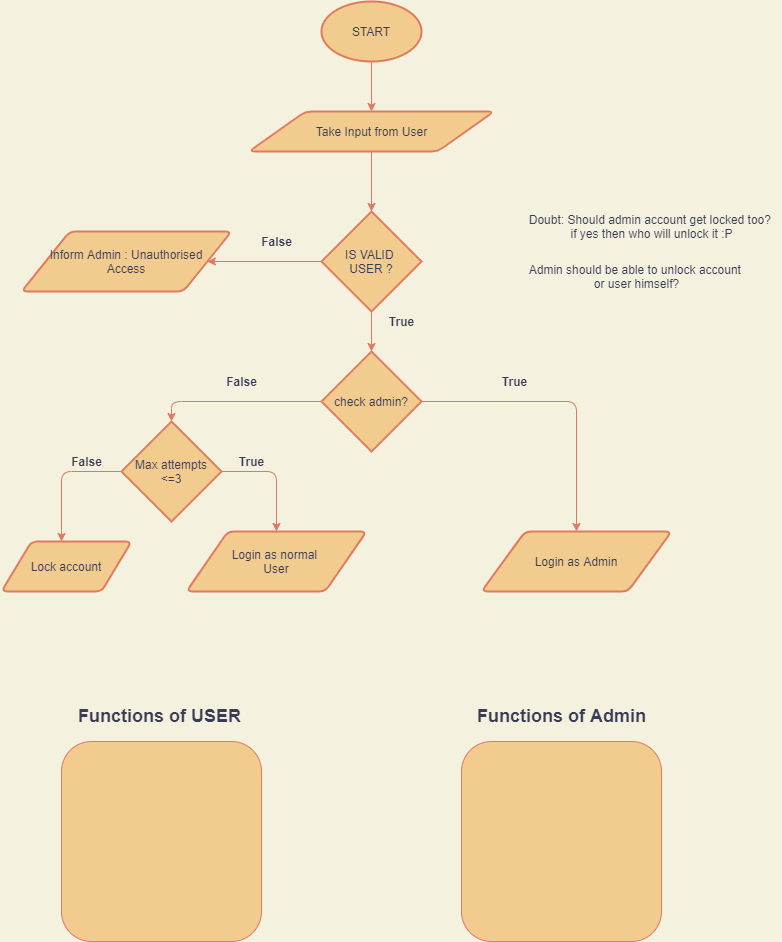 START
Take Input from User
Doubt: Should admin account get locked too?
if yes then who will unlock it :P
False
Inform Admin : Unauthorised
Access
IS VALID
USER ?
Admin should be able to unlock account
or user himself?
True
False
True
check admin?
False
Max attempts
<=3
True
Lock account
Login as normal
User
Login as Admin
Functions of USER
Functions of Admin